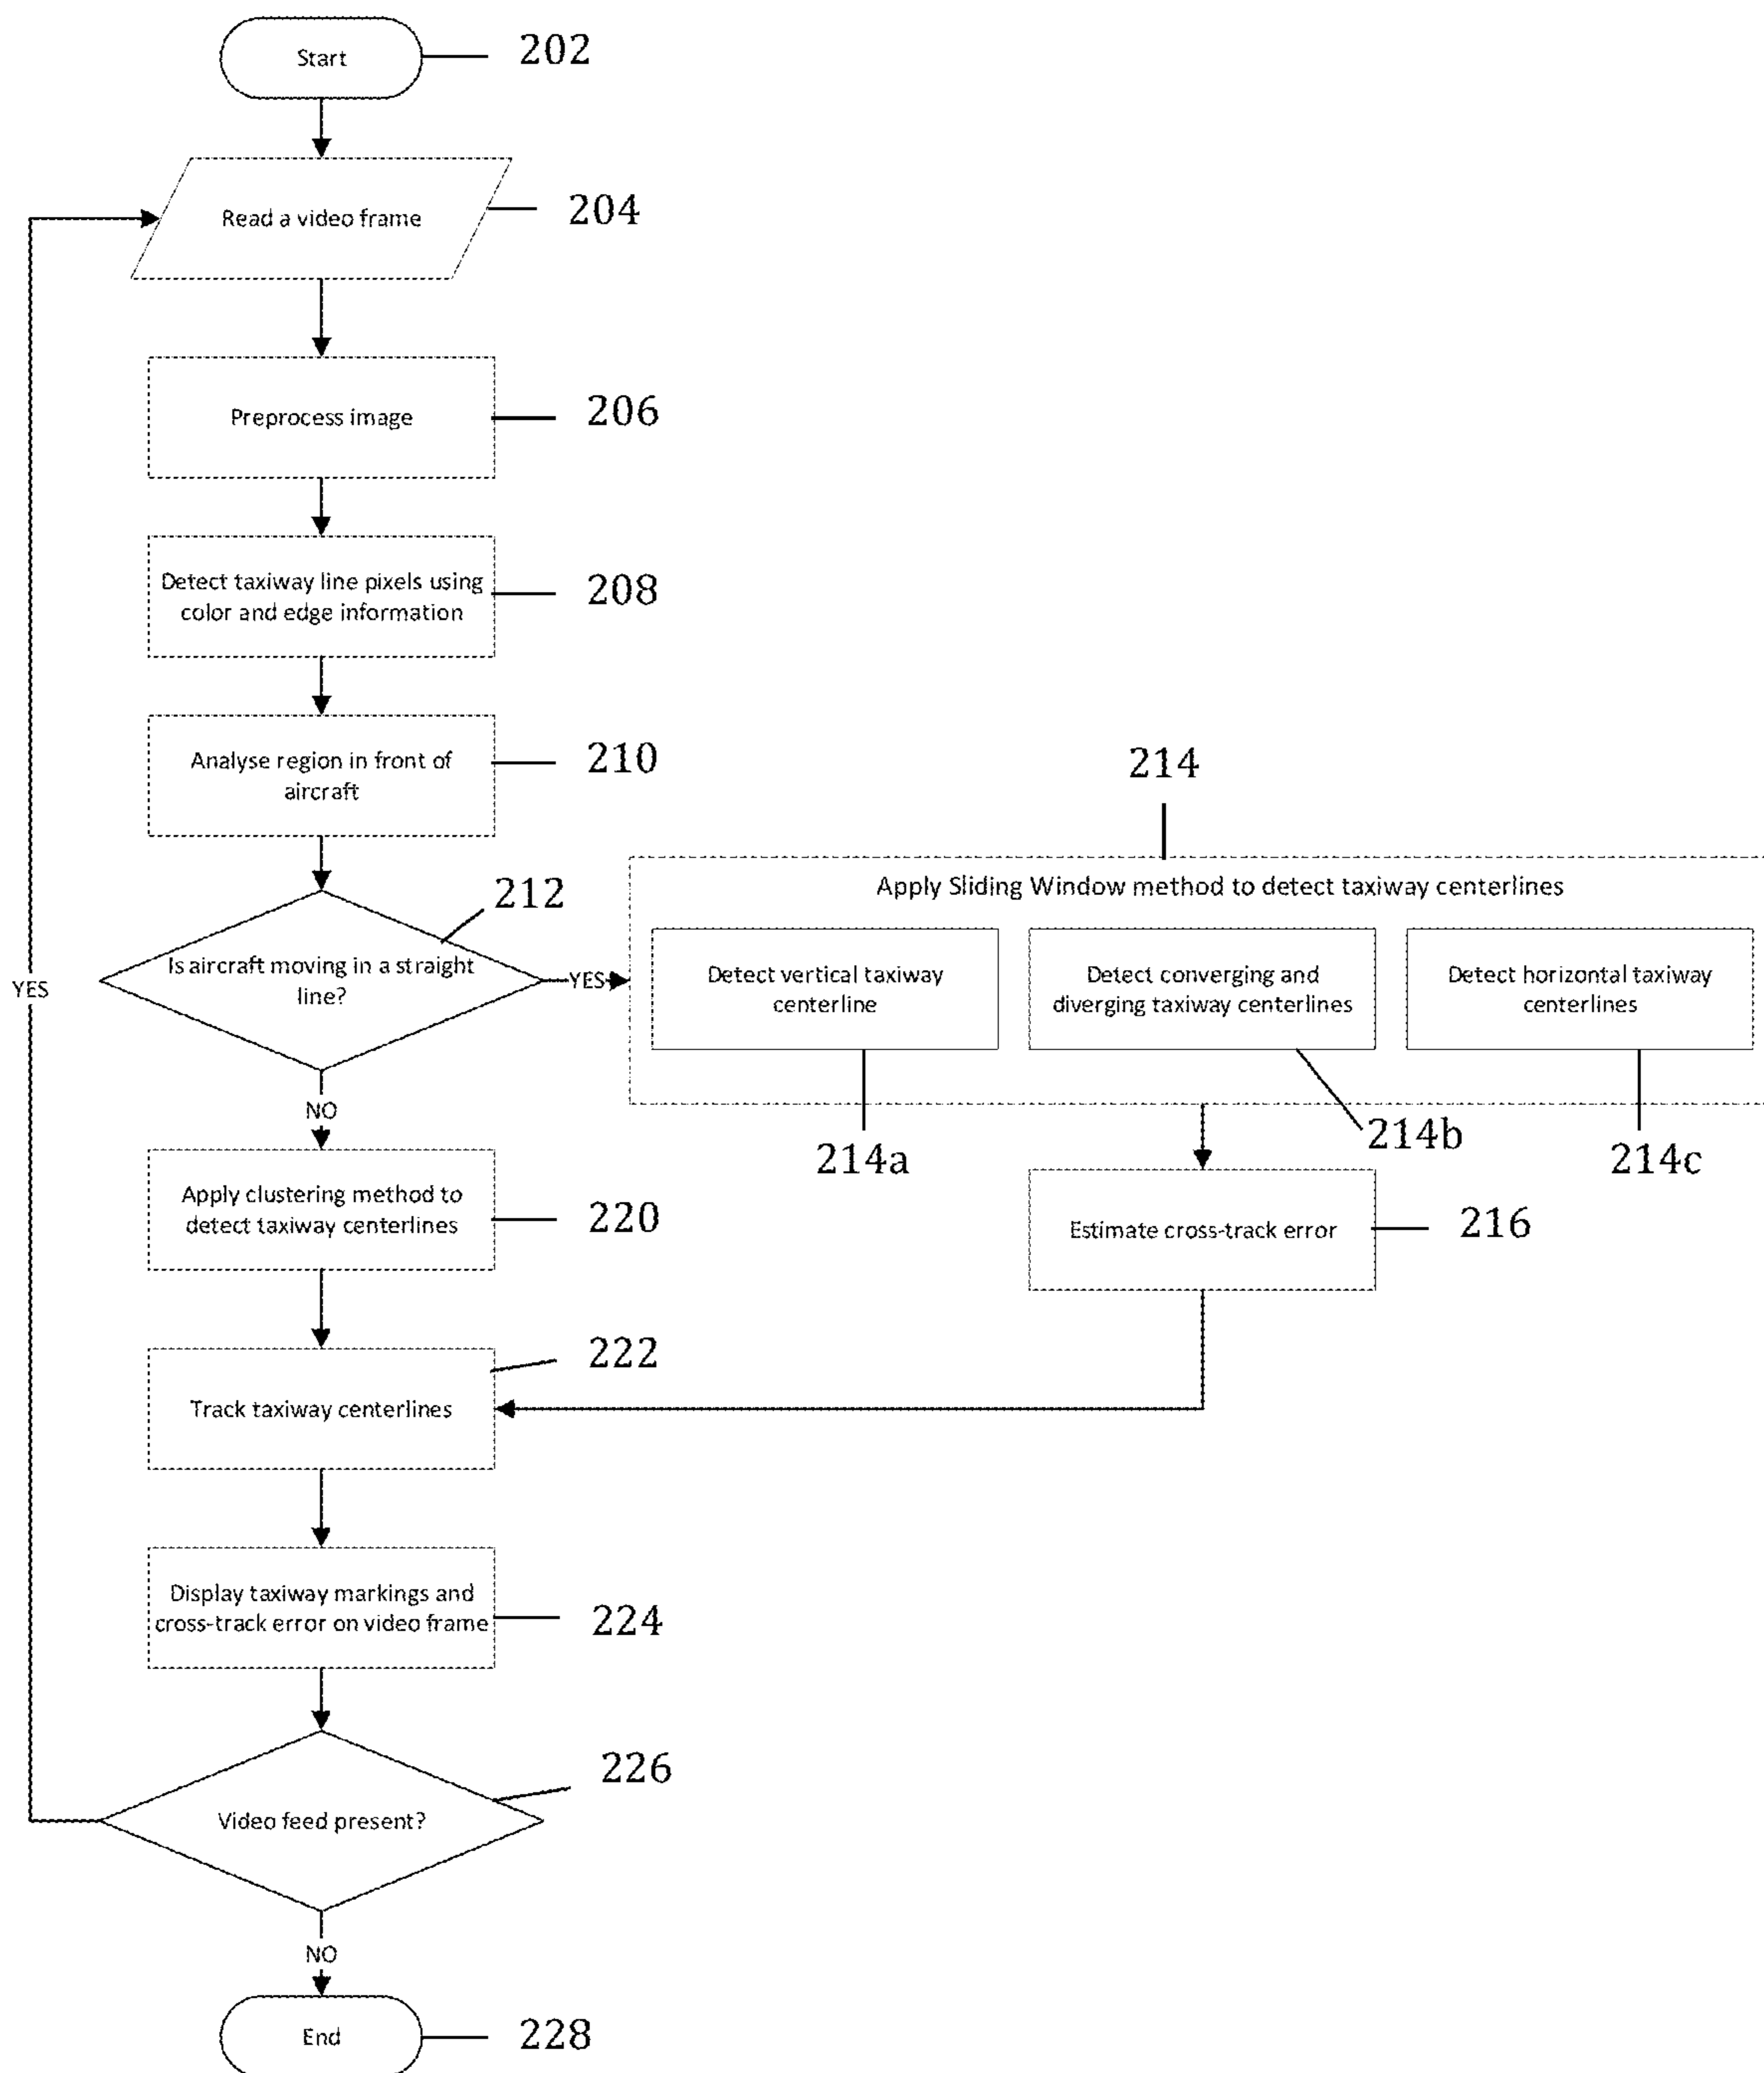 Start
202
Read a video frame
204
Preprocess image
206
Detect taxiway line pixels using
color and edge information
208
Analyse region in front of
aircraft
210
Is aircraft moving in a straight
line?
212
YES
214
Apply Sliding Window method to detect taxiway centerlines
Detect vertical taxiway
centerline
214a
Detect converging and
diverging taxiway centerlines
214b
Detect horizontal taxiway
centerlines
214c
Estimate cross-track error
216
NO
Apply clustering method to
detect taxiway centerlines
220
Track taxiway centerlines
222
Display taxiway markings and
cross-track error on video frame
224
Video feed present?
226
YES
NO
End
228